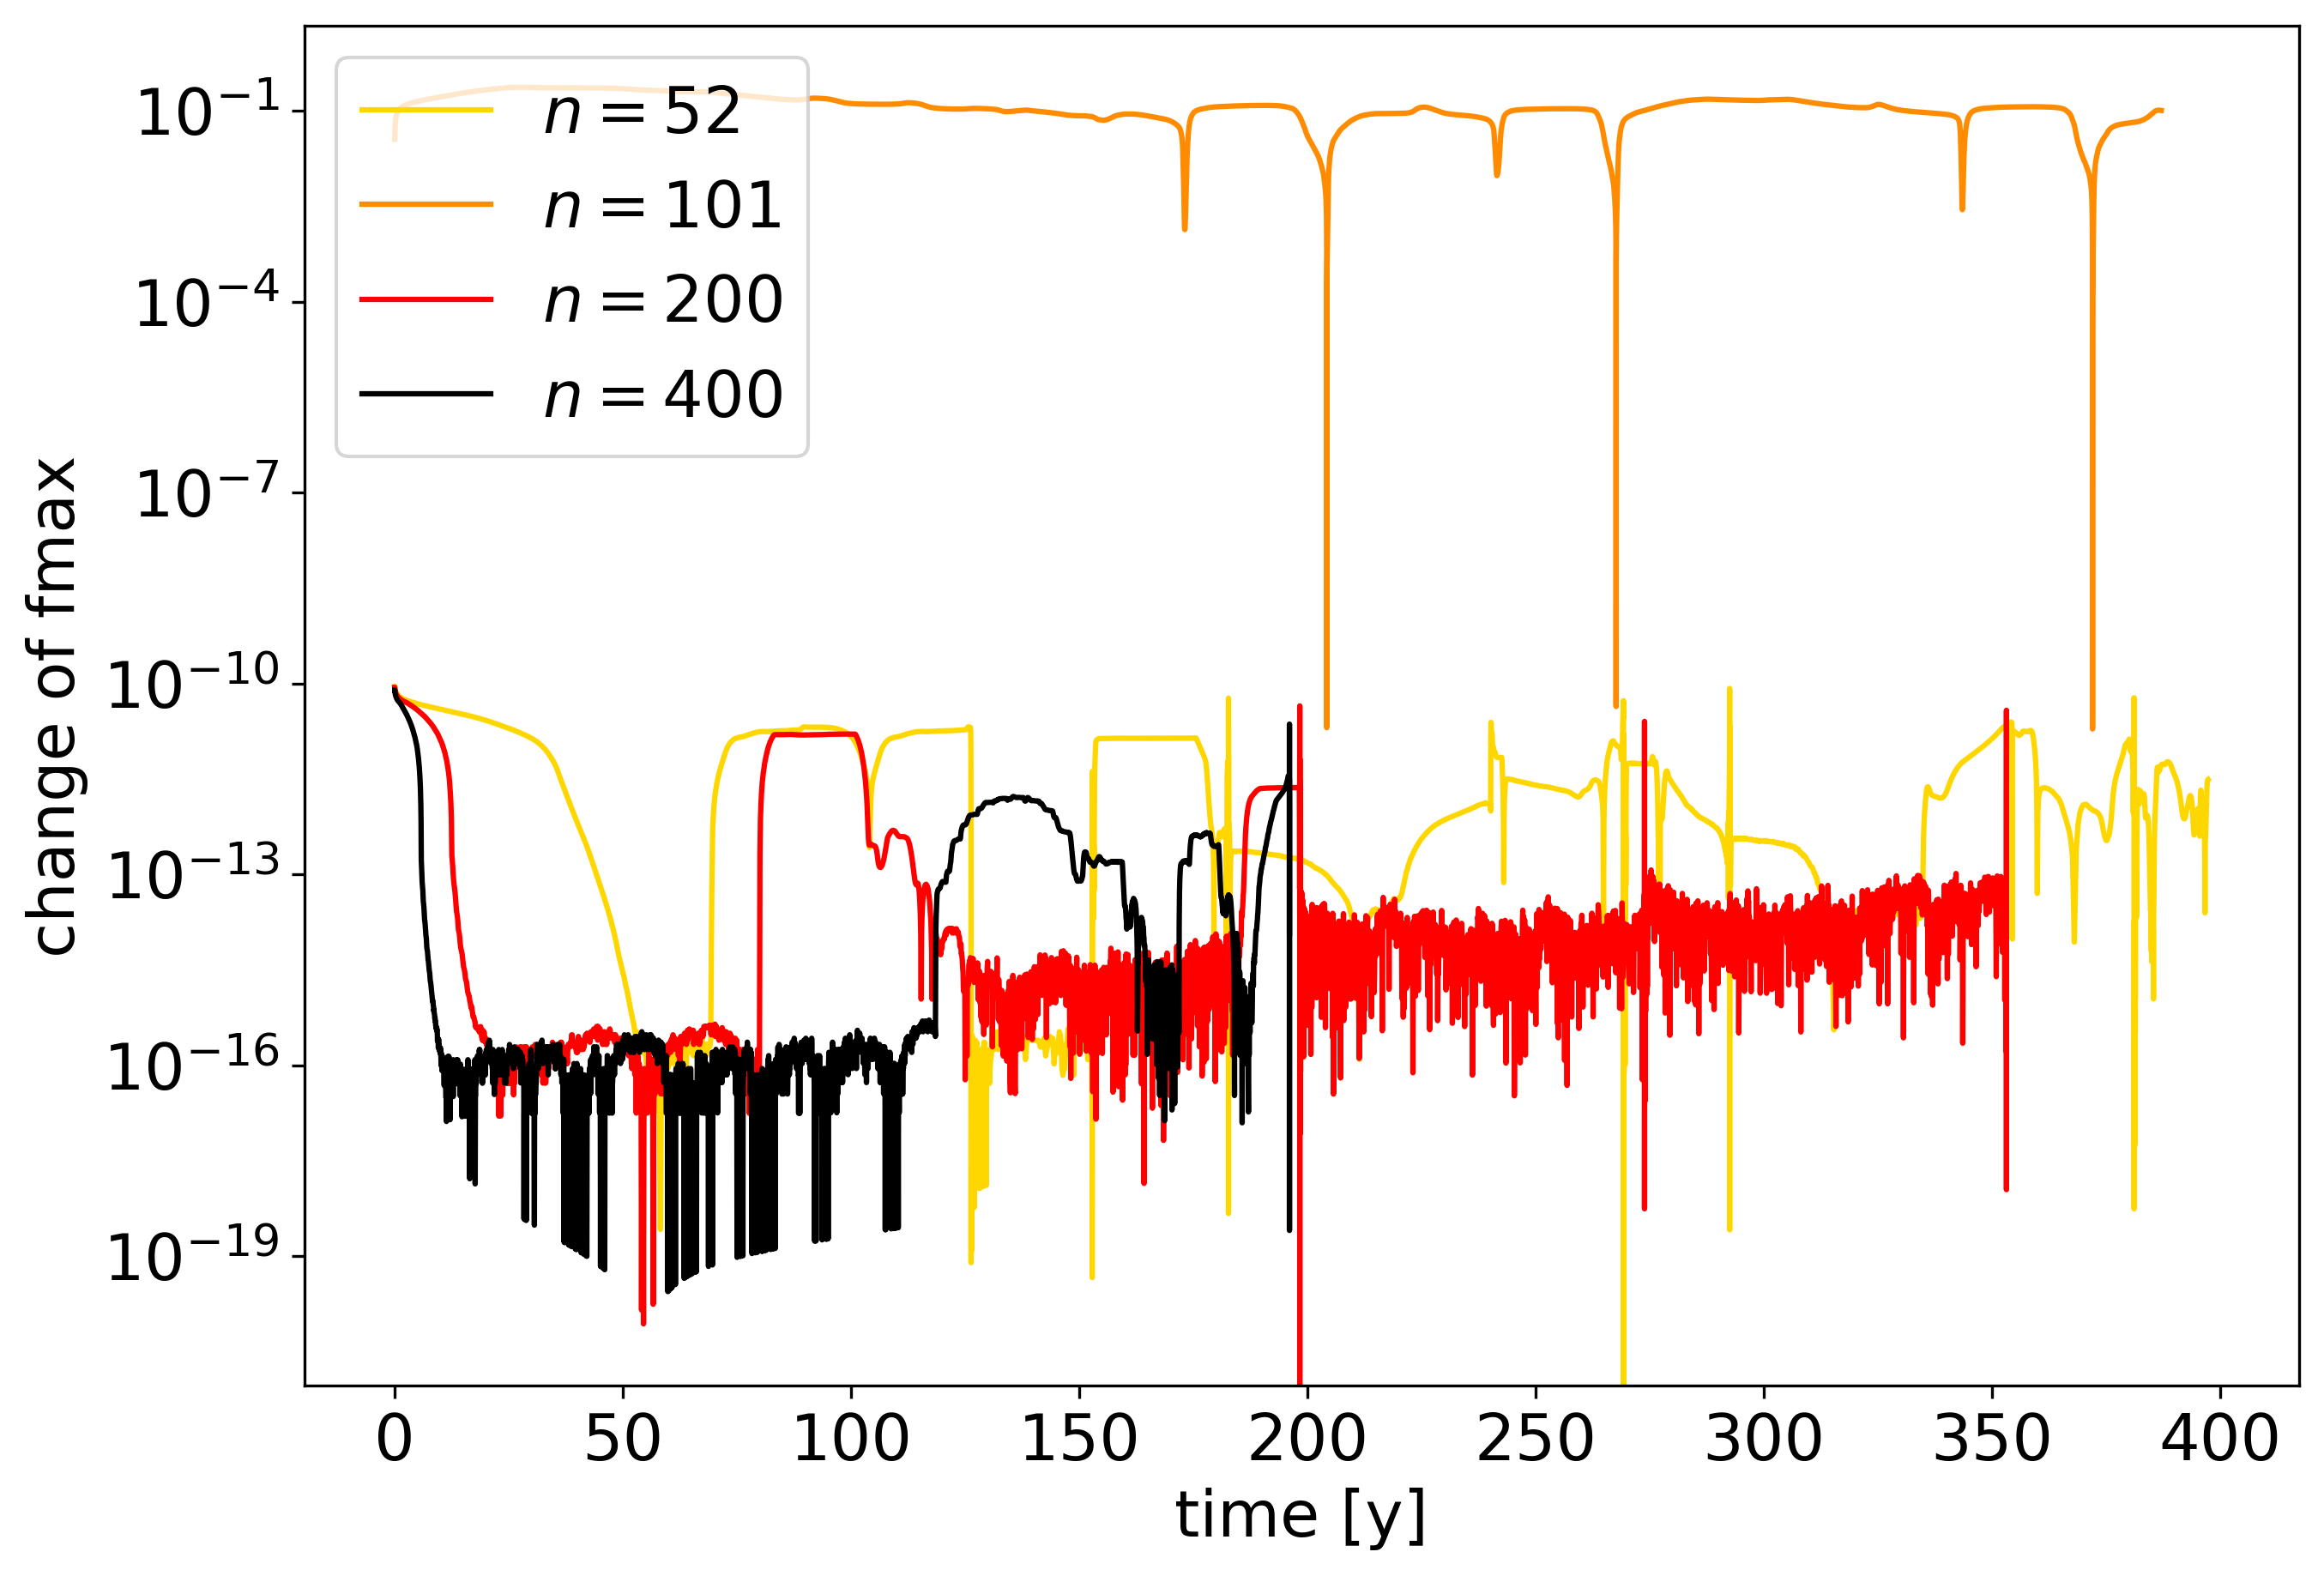 change of fmax
10⁻¹
10⁻⁴
10⁻⁷
10⁻¹⁰
10⁻¹³
10⁻¹⁶
10⁻¹⁹
n = 52
n = 101
n = 200
n = 400
0 50 100 150 200 250 300 350 400
time [y]